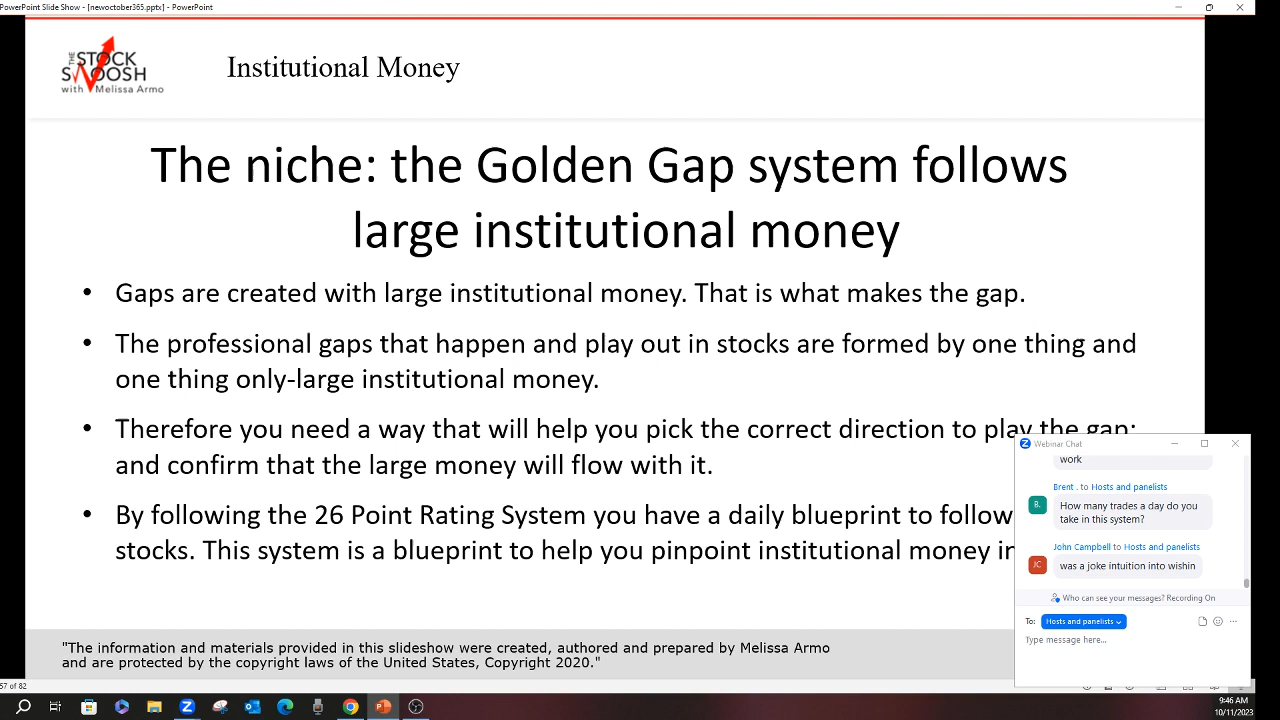 PowerPoint Slide Show - [newoctober365.pptx] - PowerPoint
THE
STOCK
SWOOSH
with Melissa Armo
Institutional Money
The niche: the Golden Gap system follows
large institutional money
• Gaps are created with large institutional money. That is what makes the gap.
• The professional gaps that happen and play out in stocks are formed by one thing and
one thing only-large institutional money.
• Therefore you need a way that will help you pick the correct direction to play the gap;
and confirm that the large money will flow with it.
• By following the 26 Point Rating System you have a daily blueprint to follow
stocks. This system is a blueprint to help you pinpoint institutional money in
Webinar Chat
work
Brent . to Hosts and panelists
B.
How many trades a day do you
take in this system?
John Campbell to Hosts and panelists
JC
was a joke intuition into wishin
Who can see your messages? Recording On
To: Hosts and panelists
Type message here...
"The information and materials provided in this slideshow were created, authored and prepared by Melissa Armo
and are protected by the copyright laws of the United States, Copyright 2020."
57 of 82
9:46 AM
10/11/2023